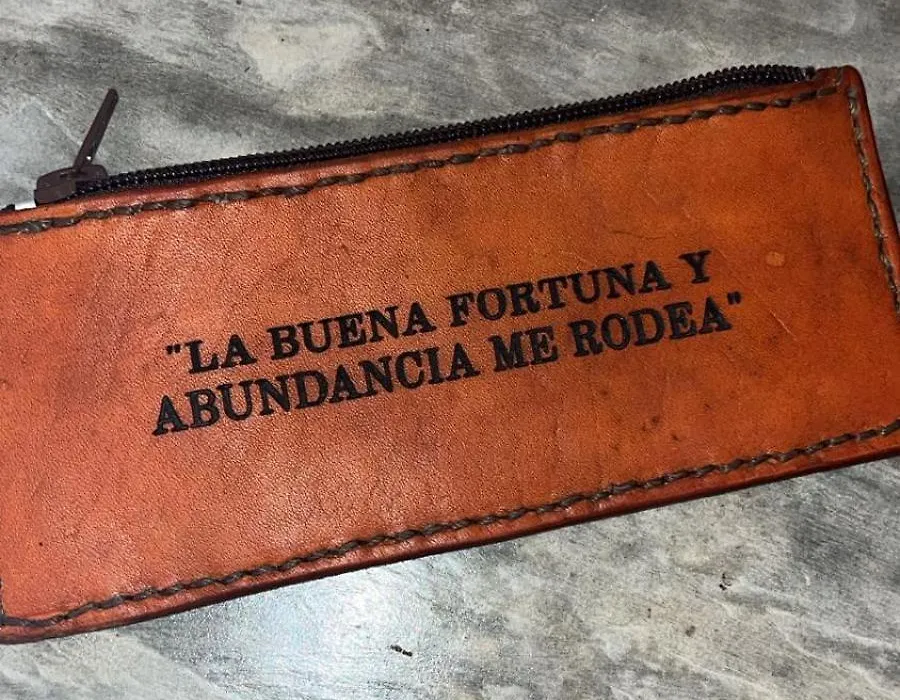 "LA BUENA FORTUNA Y
ABUNDANCIA ME RODEA"